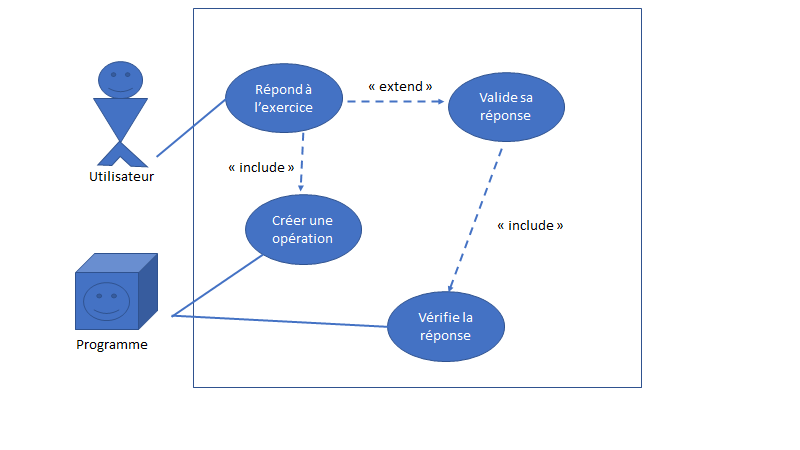 Répond à
l'exercice
« extend »
Valide sa
réponse
« include »
Utilisateur
Créer une
opération
« include »
Vérifie la
réponse
Programme